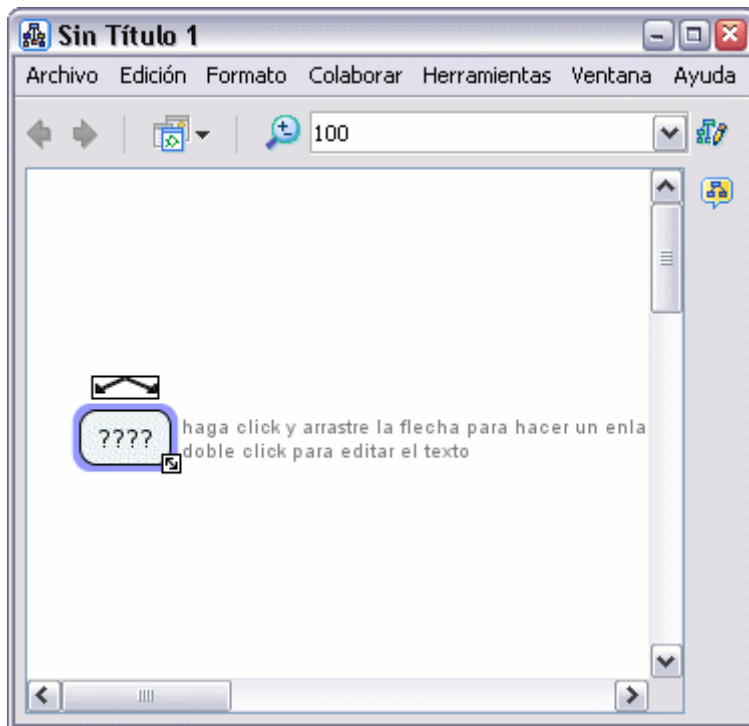 Sin Título 1
Archivo Edición Formato Colaborar Herramientas Ventana Ayuda
100
????
haga click y arrastre la flecha para hacer un enla
doble click para editar el texto